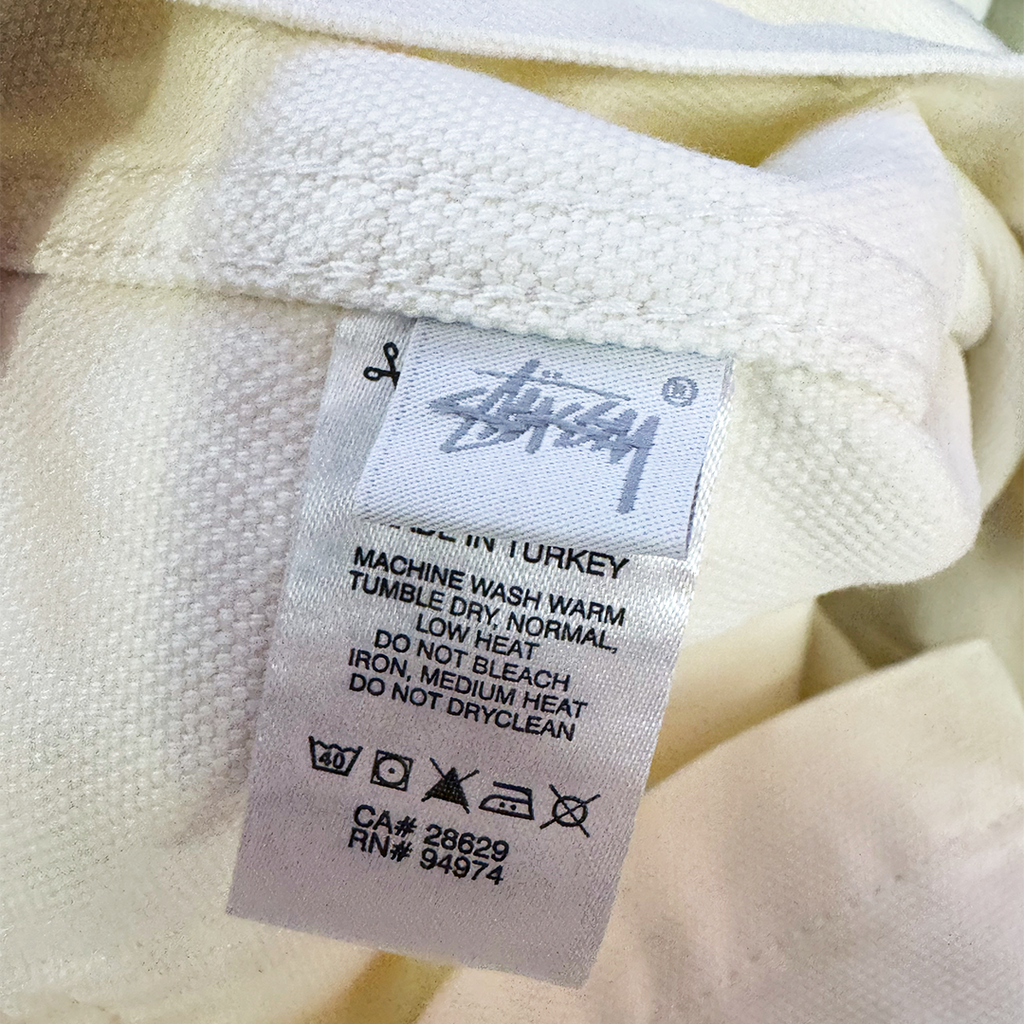 Stüssy ®
MADE IN TURKEY
MACHINE WASH WARM
TUMBLE DRY, NORMAL,
LOW HEAT
DO NOT BLEACH
IRON, MEDIUM HEAT
DO NOT DRYCLEAN
40
CA# 28629
RN# 94974